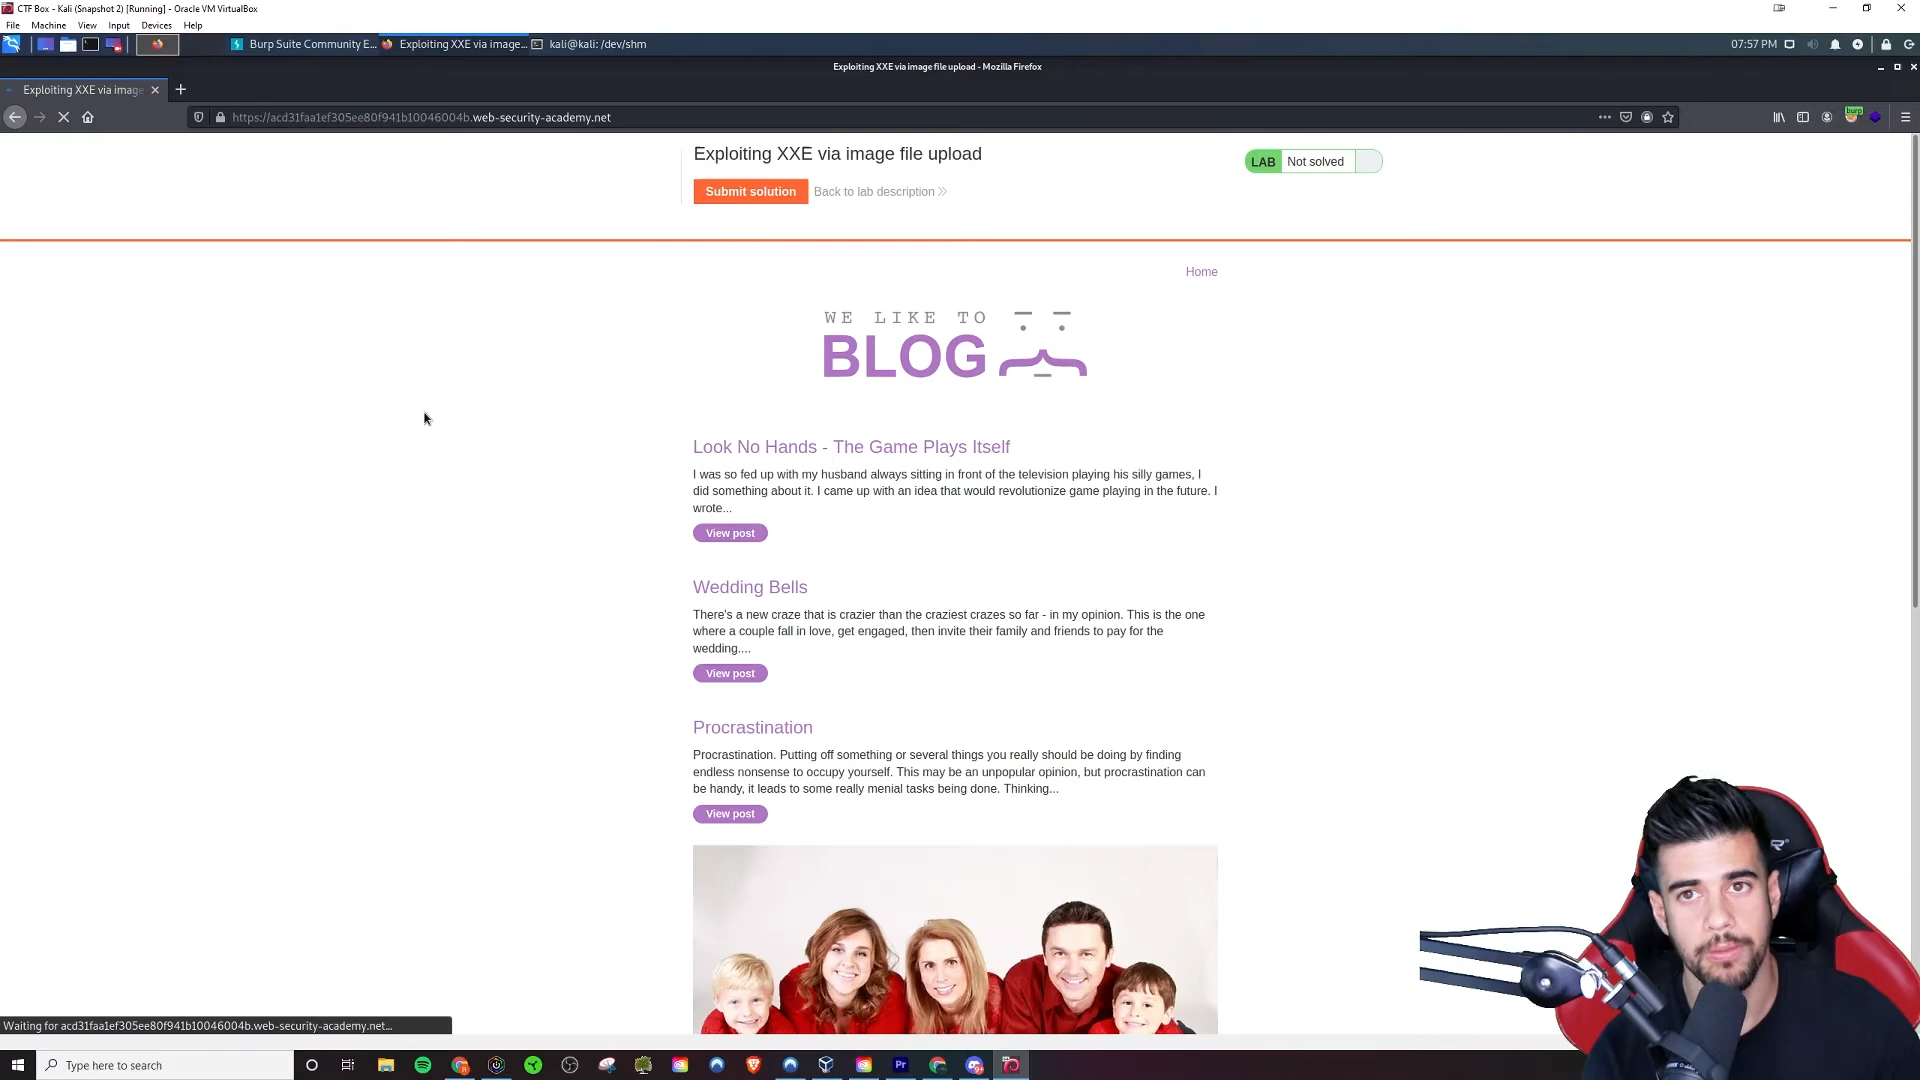 CTF Box - Kali (Snapshot 2) [Running] - Oracle VM VirtualBox
File Machine View Input Devices Help
Burp Suite Community E... Exploiting XXE via image... kali@kali: /dev/shm 07:57 PM
Exploiting XXE via image file upload - Mozilla Firefox
Exploiting XXE via imag
https://acd31faa1ef305ee80f941b10046004b.web-security-academy.net
burp
Exploiting XXE via image file upload
LAB Not solved
Submit solution Back to lab description
Home
WE LIKE TO
BLOG
Look No Hands - The Game Plays Itself
I was so fed up with my husband always sitting in front of the television playing his silly games, I
did something about it. I came up with an idea that would revolutionize game playing in the future. I
wrote...
View post
Wedding Bells
There's a new craze that is crazier than the craziest crazes so far - in my opinion. This is the one
where a couple fall in love, get engaged, then invite their family and friends to pay for the
wedding....
View post
Procrastination
Procrastination. Putting off something or several things you really should be doing by finding
endless nonsense to occupy yourself. This may be an unpopular opinion, but procrastination can
be handy, it leads to some really menial tasks being done. Thinking...
View post
Waiting for acd31faa1ef305ee80f941b10046004b.web-security-academy.net...
Type here to search
Pr